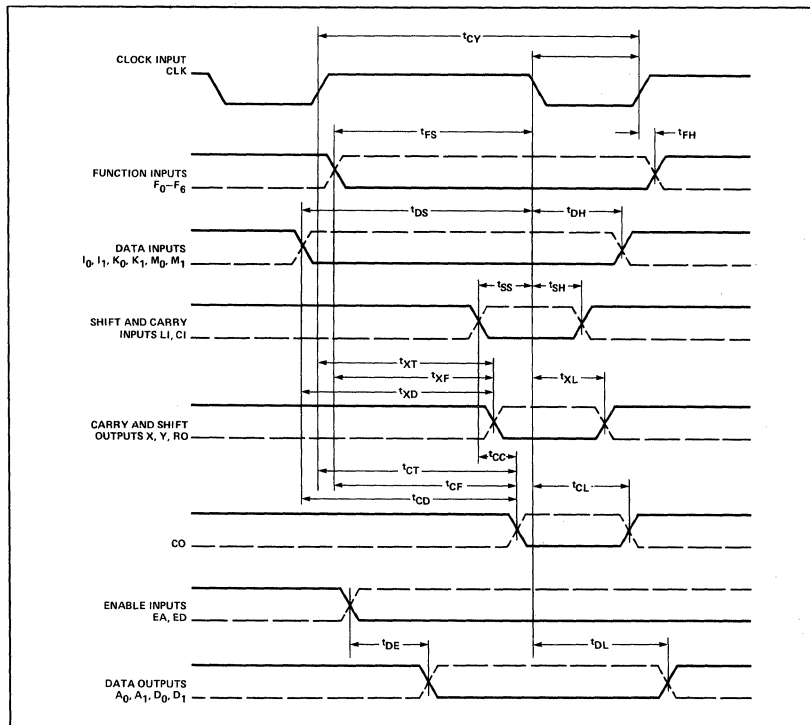 tCY
CLOCK INPUT
CLK
tFS
tFH
FUNCTION INPUTS
F0–F6
tDS
tDH
DATA INPUTS
I0, I1, K0, K1, M0, M1
tSS
tSH
SHIFT AND CARRY
INPUTS LI, CI
tXT
tXF
tXL
tXD
CARRY AND SHIFT
OUTPUTS X, Y, RO
tCC
tCT
tCF
tCL
tCD
CO
ENABLE INPUTS
EA, ED
tDE
tDL
DATA OUTPUTS
A0, A1, D0, D1